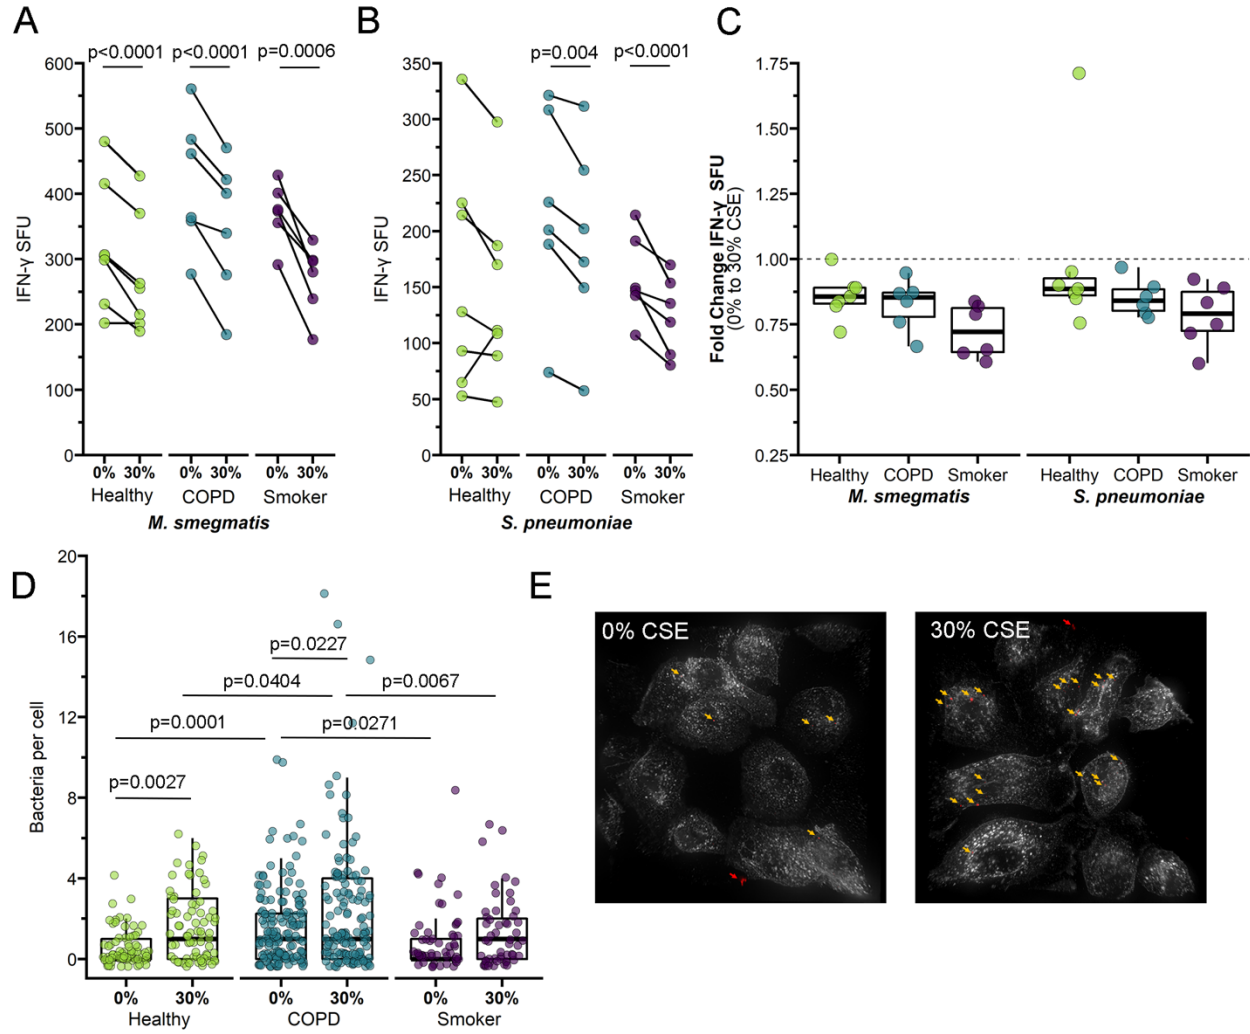 A
p<0.0001 p<0.0001 p=0.0006
600
500
400
300
200
100
0
IFN-γ SFU
0% 30% 0% 30% 0% 30%
Healthy COPD Smoker
M. smegmatis
B
p=0.004 p<0.0001
350
300
250
200
150
100
50
0
IFN-γ SFU
0% 30% 0% 30% 0% 30%
Healthy COPD Smoker
S. pneumoniae
C
1.75
1.50
1.25
1.00
0.75
0.50
0.25
Fold Change IFN-γ SFU
(0% to 30% CSE)
Healthy COPD Smoker Healthy COPD Smoker
M. smegmatis S. pneumoniae
D
20
16
12
8
4
0
Bacteria per cell
p=0.0227
p=0.0404 p=0.0067
p=0.0001 p=0.0271
p=0.0027
0% 30% 0% 30% 0% 30%
Healthy COPD Smoker
E
0% CSE 30% CSE